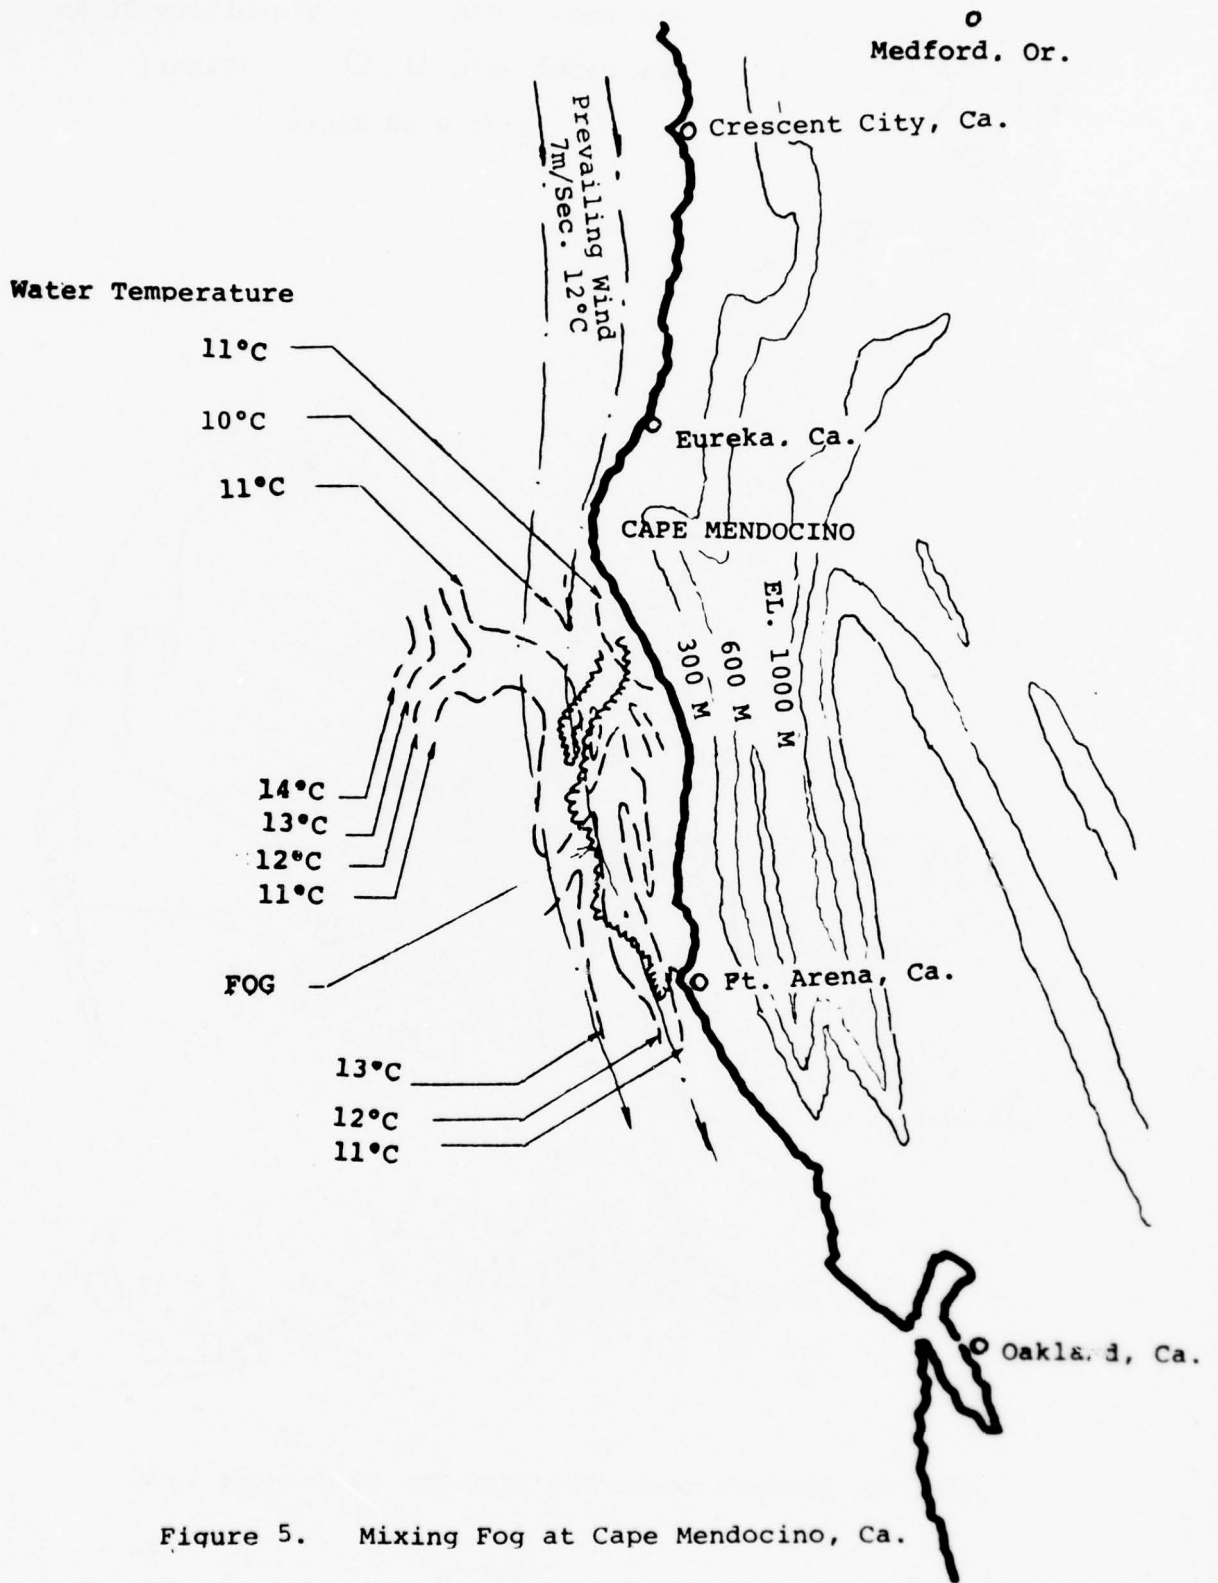 Medford, Or.
Crescent City, Ca.
Prevailing Wind
7m/Sec. 12°C
Water Temperature
11°C
10°C
11°C
Eureka, Ca.
CAPE MENDOCINO
EL. 1000 M
600 M
300 M
14°C
13°C
12°C
11°C
FOG
Pt. Arena, Ca.
13°C
12°C
11°C
Oakland, Ca.
Figure 5. Mixing Fog at Cape Mendocino, Ca.